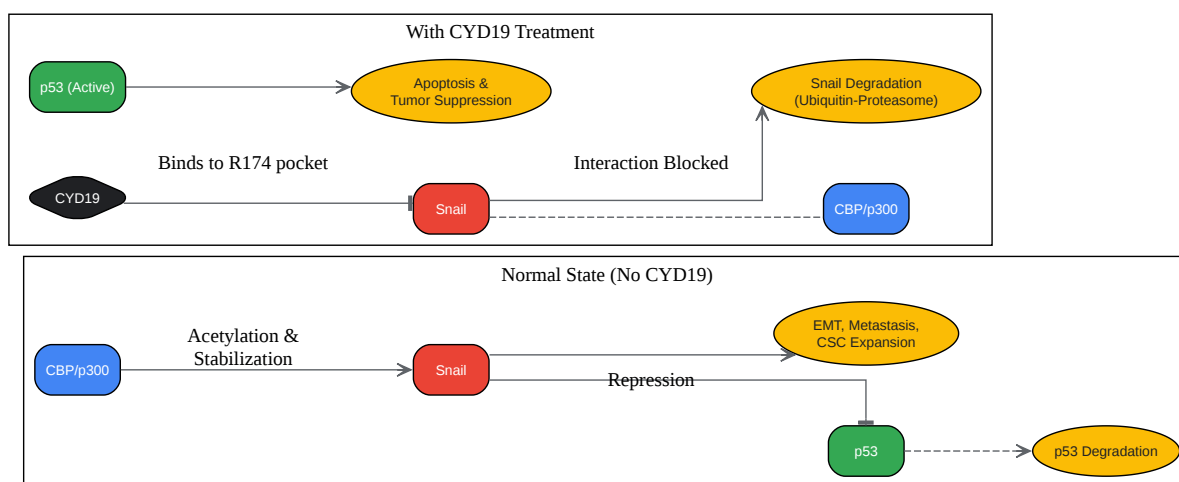 With CYD19 Treatment
p53 (Active)
Apoptosis &
Tumor Suppression
Snail Degradation
(Ubiquitin-Proteasome)
Binds to R174 pocket
Interaction Blocked
CYD19
Snail
CBP/p300
Normal State (No CYD19)
EMT, Metastasis,
CSC Expansion
Acetylation &
Stabilization
CBP/p300
Snail
Repression
p53
p53 Degradation